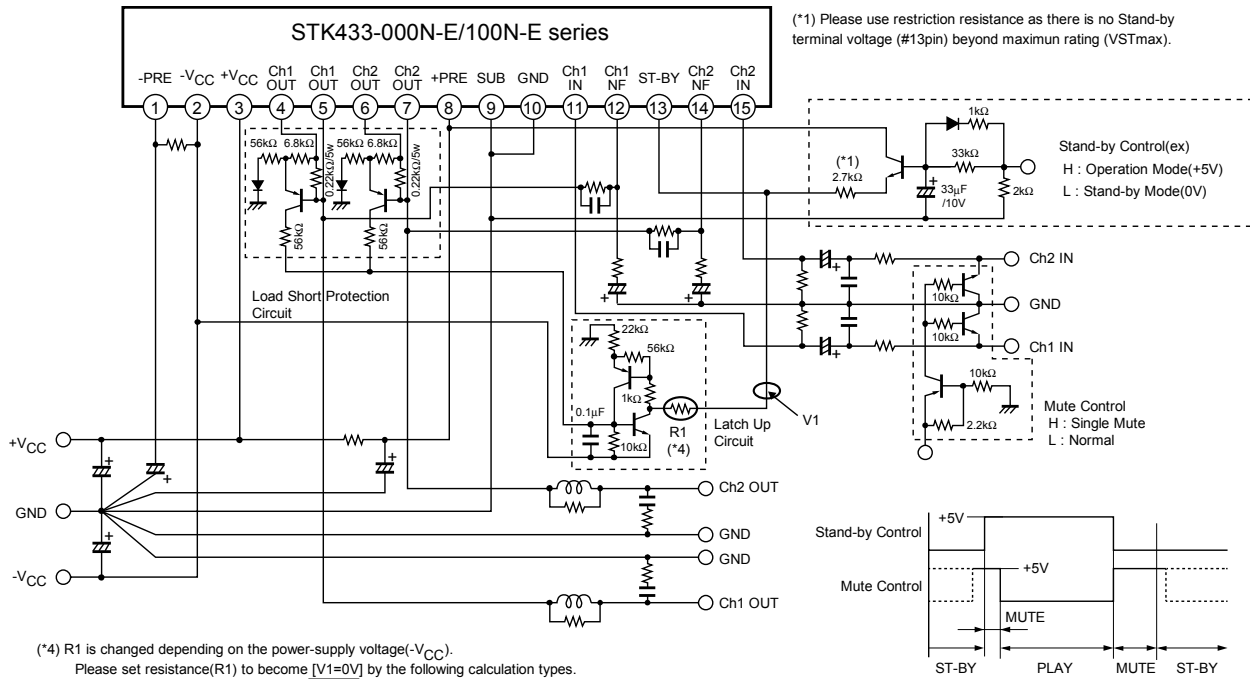 STK433-000N-E/100N-E series
(*1) Please use restriction resistance as there is no Stand-by
terminal voltage (#13pin) beyond maximun rating (VSTmax).
-PRE -VCC +VCC Ch1 OUT Ch1 OUT Ch2 OUT Ch2 OUT +PRE SUB GND Ch1 IN Ch1 NF ST-BY Ch2 NF Ch2 IN
1 2 3 4 5 6 7 8 9 10 11 12 13 14 15
56kΩ 6.8kΩ 0.22kΩ/5w 56kΩ 6.8kΩ 0.22kΩ/5w
56kΩ 56kΩ
Load Short Protection
Circuit
(*1)
2.7kΩ
1kΩ
33kΩ
33μF
/10V
+
2kΩ
Stand-by Control(ex)
H : Operation Mode(+5V)
L : Stand-by Mode(0V)
+ +
+
+
Ch2 IN
GND
Ch1 IN
10kΩ
10kΩ
10kΩ
2.2kΩ
Mute Control
H : Single Mute
L : Normal
22kΩ
56kΩ
1kΩ
0.1μF
10kΩ
R1
(*4)
Latch Up
Circuit
V1
+VCC
GND
-VCC
+ + + +
Ch2 OUT
GND
GND
Ch1 OUT
Stand-by Control
+5V
Mute Control
+5V
MUTE
ST-BY PLAY MUTE ST-BY
(*4) R1 is changed depending on the power-supply voltage(-VCC).
Please set resistance(R1) to become [V1=0V] by the following calculation types.